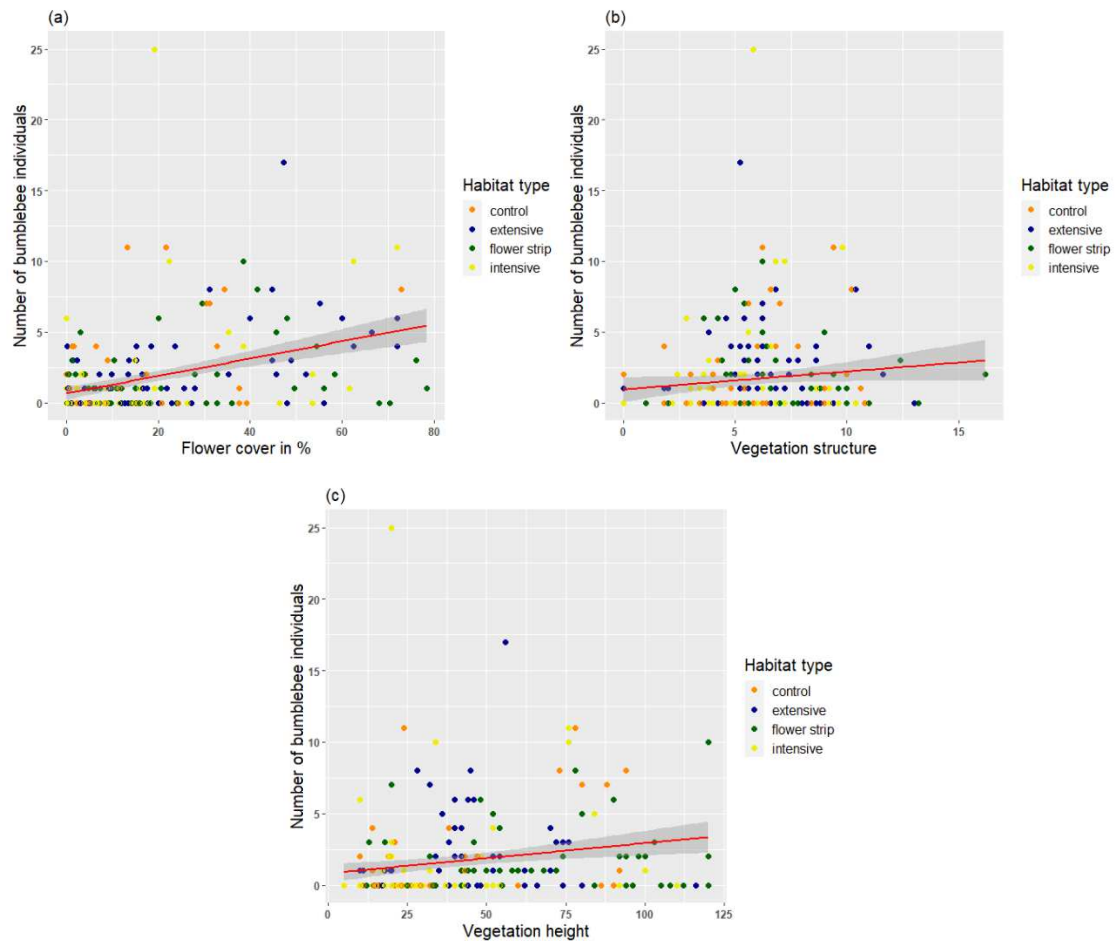 (a)
25
20
15
10
5
0
Number of bumblebee individuals
0 20 40 60 80
Flower cover in %
Habitat type
control
extensive
flower strip
intensive
(b)
25
20
15
10
5
0
Number of bumblebee individuals
0 5 10 15
Vegetation structure
Habitat type
control
extensive
flower strip
intensive
(c)
25
20
15
10
5
0
Number of bumblebee individuals
0 25 50 75 100 125
Vegetation height
Habitat type
control
extensive
flower strip
intensive